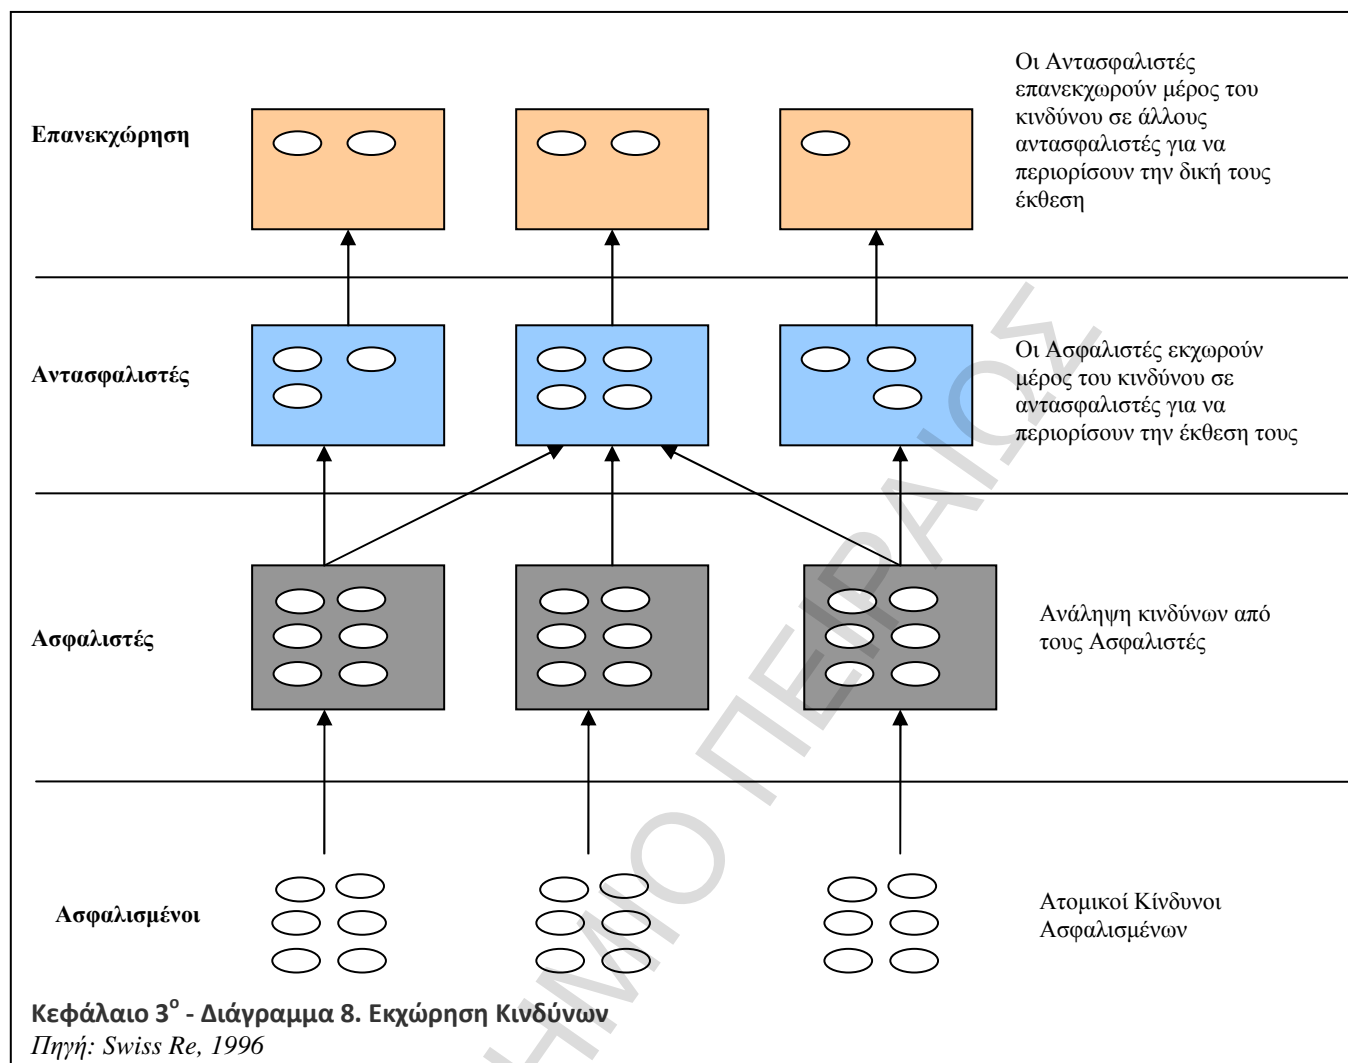 Οι Αντασφαλιστές
επανεκχωρούν μέρος του
κινδύνου σε άλλους
αντασφαλιστές για να
περιορίσουν την δική τους
έκθεση
Επανεκχώρηση
Αντασφαλιστές
Οι Ασφαλιστές εκχωρούν
μέρος του κινδύνου σε
αντασφαλιστές για να
περιορίσουν την έκθεση τους
Ασφαλιστές
Ανάληψη κινδύνων από
τους Ασφαλιστές
Ασφαλισμένοι
Ατομικοί Κίνδυνοι
Ασφαλισμένων
Κεφάλαιο 3ο - Διάγραμμα 8. Εκχώρηση Κινδύνων
Πηγή: Swiss Re, 1996
ΗΜΙΟ ΠΕΙΡΑΙΩΣ